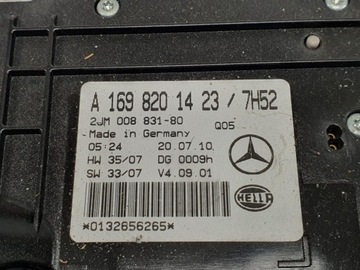 A 169 820 14 23 / 7H52
2JM 008 831-80 Q05
Made in Germany
05:24 20.07.10
HW 35/07 DG 0009h
SW 33/07 V4.09.01
HELLA
*0132656265*